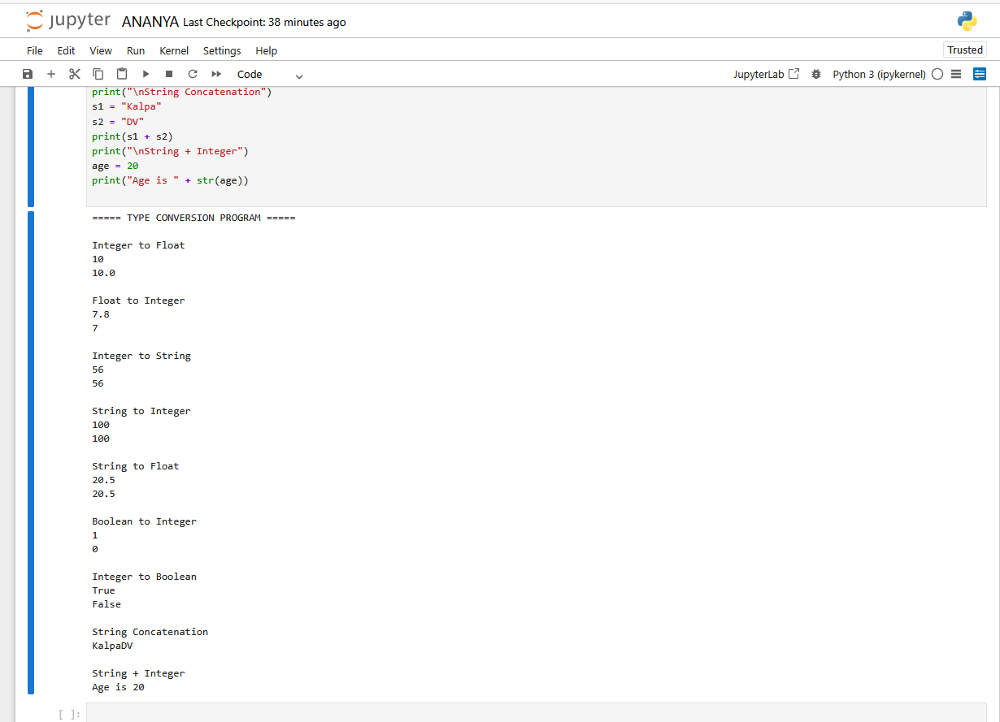 jupyter ANANYA Last Checkpoint: 38 minutes ago
File Edit View Run Kernel Settings Help Trusted
Code JupyterLab Python 3 (ipykernel)
print("\nString Concatenation")
s1 = "Kalpa"
s2 = "DV"
print(s1 + s2)
print("\nString + Integer")
age = 20
print("Age is " + str(age))
===== TYPE CONVERSION PROGRAM =====
Integer to Float
10
10.0
Float to Integer
7.8
7
Integer to String
56
56
String to Integer
100
100
String to Float
20.5
20.5
Boolean to Integer
1
0
Integer to Boolean
True
False
String Concatenation
KalpaDV
String + Integer
Age is 20
[ ]: